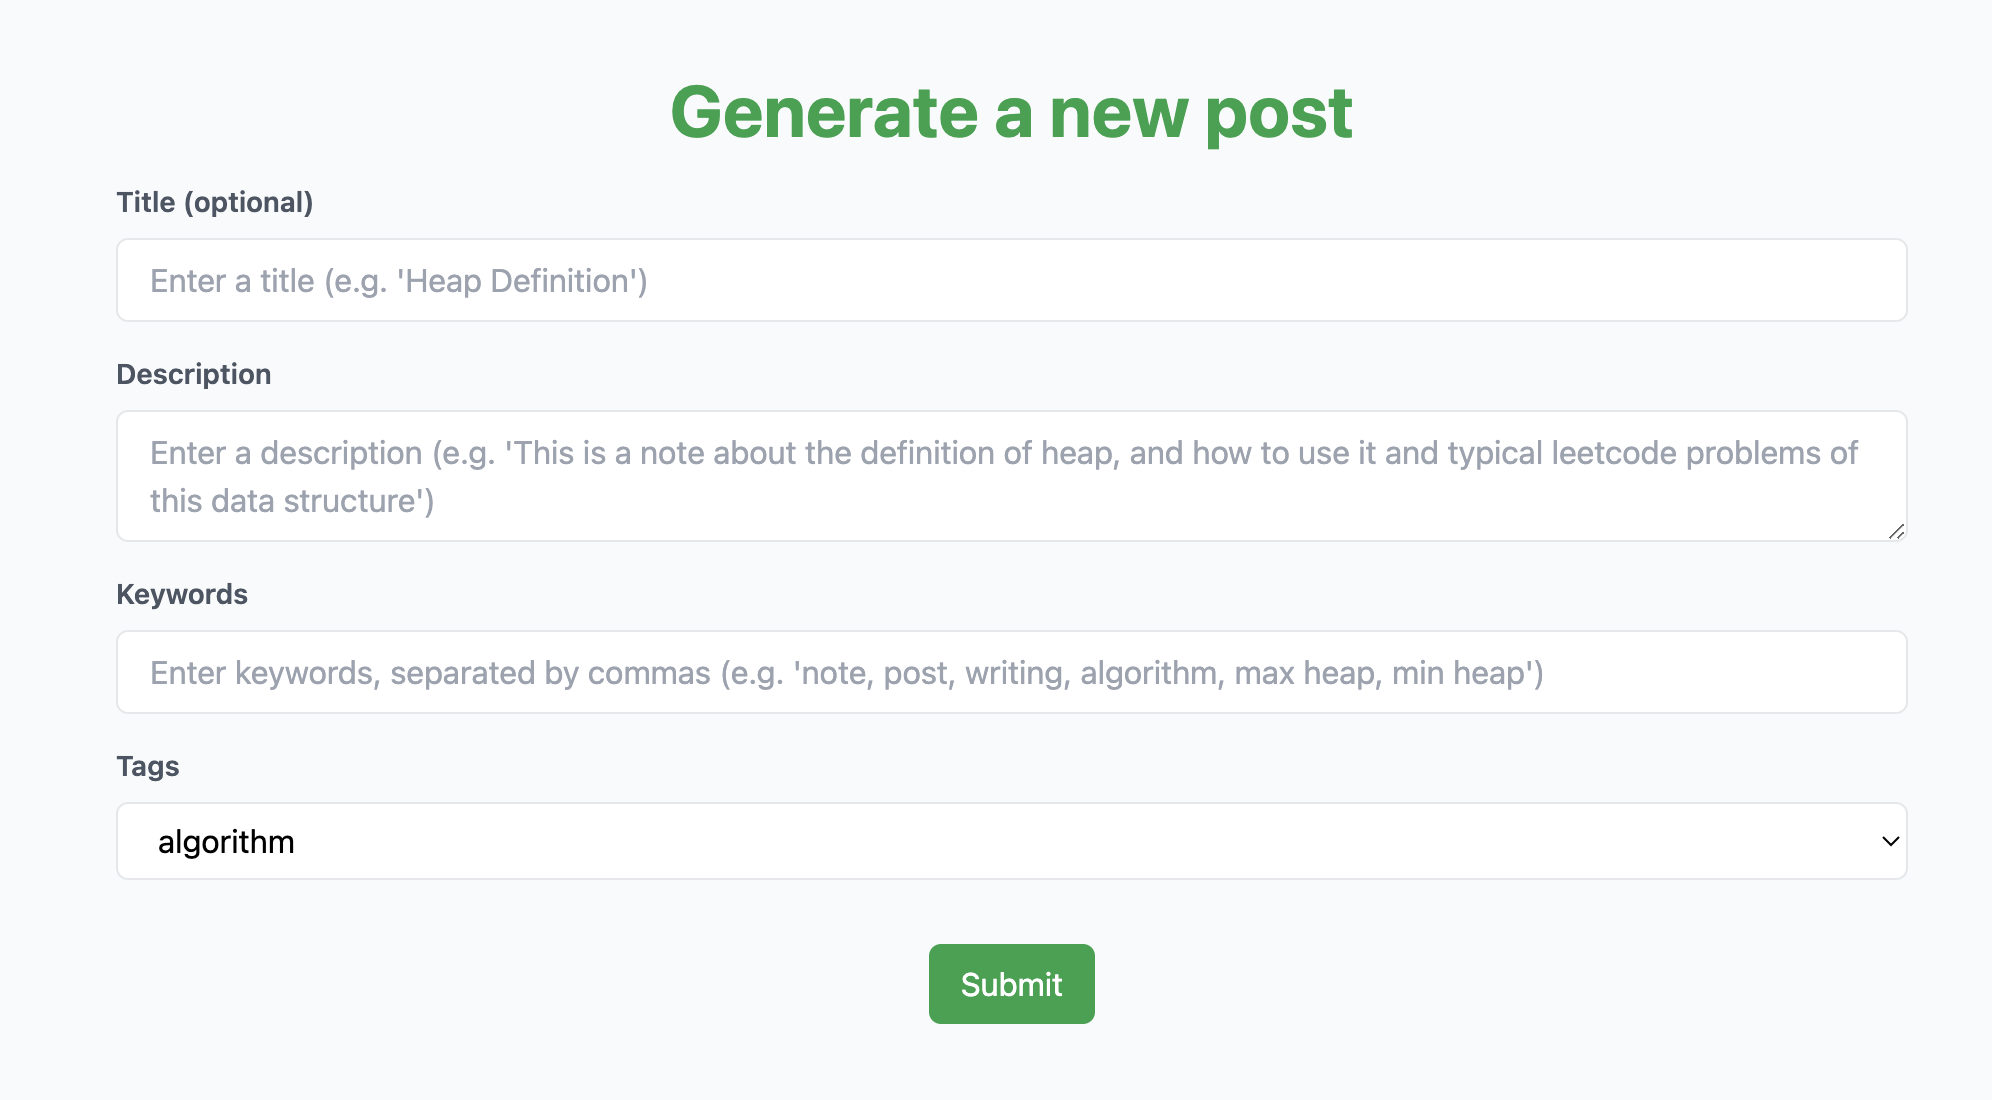 Generate a new post
Title (optional)
Enter a title (e.g. 'Heap Definition')
Description
Enter a description (e.g. 'This is a note about the definition of heap, and how to use it and typical leetcode problems of
this data structure')
Keywords
Enter keywords, separated by commas (e.g. 'note, post, writing, algorithm, max heap, min heap')
Tags
algorithm
Submit